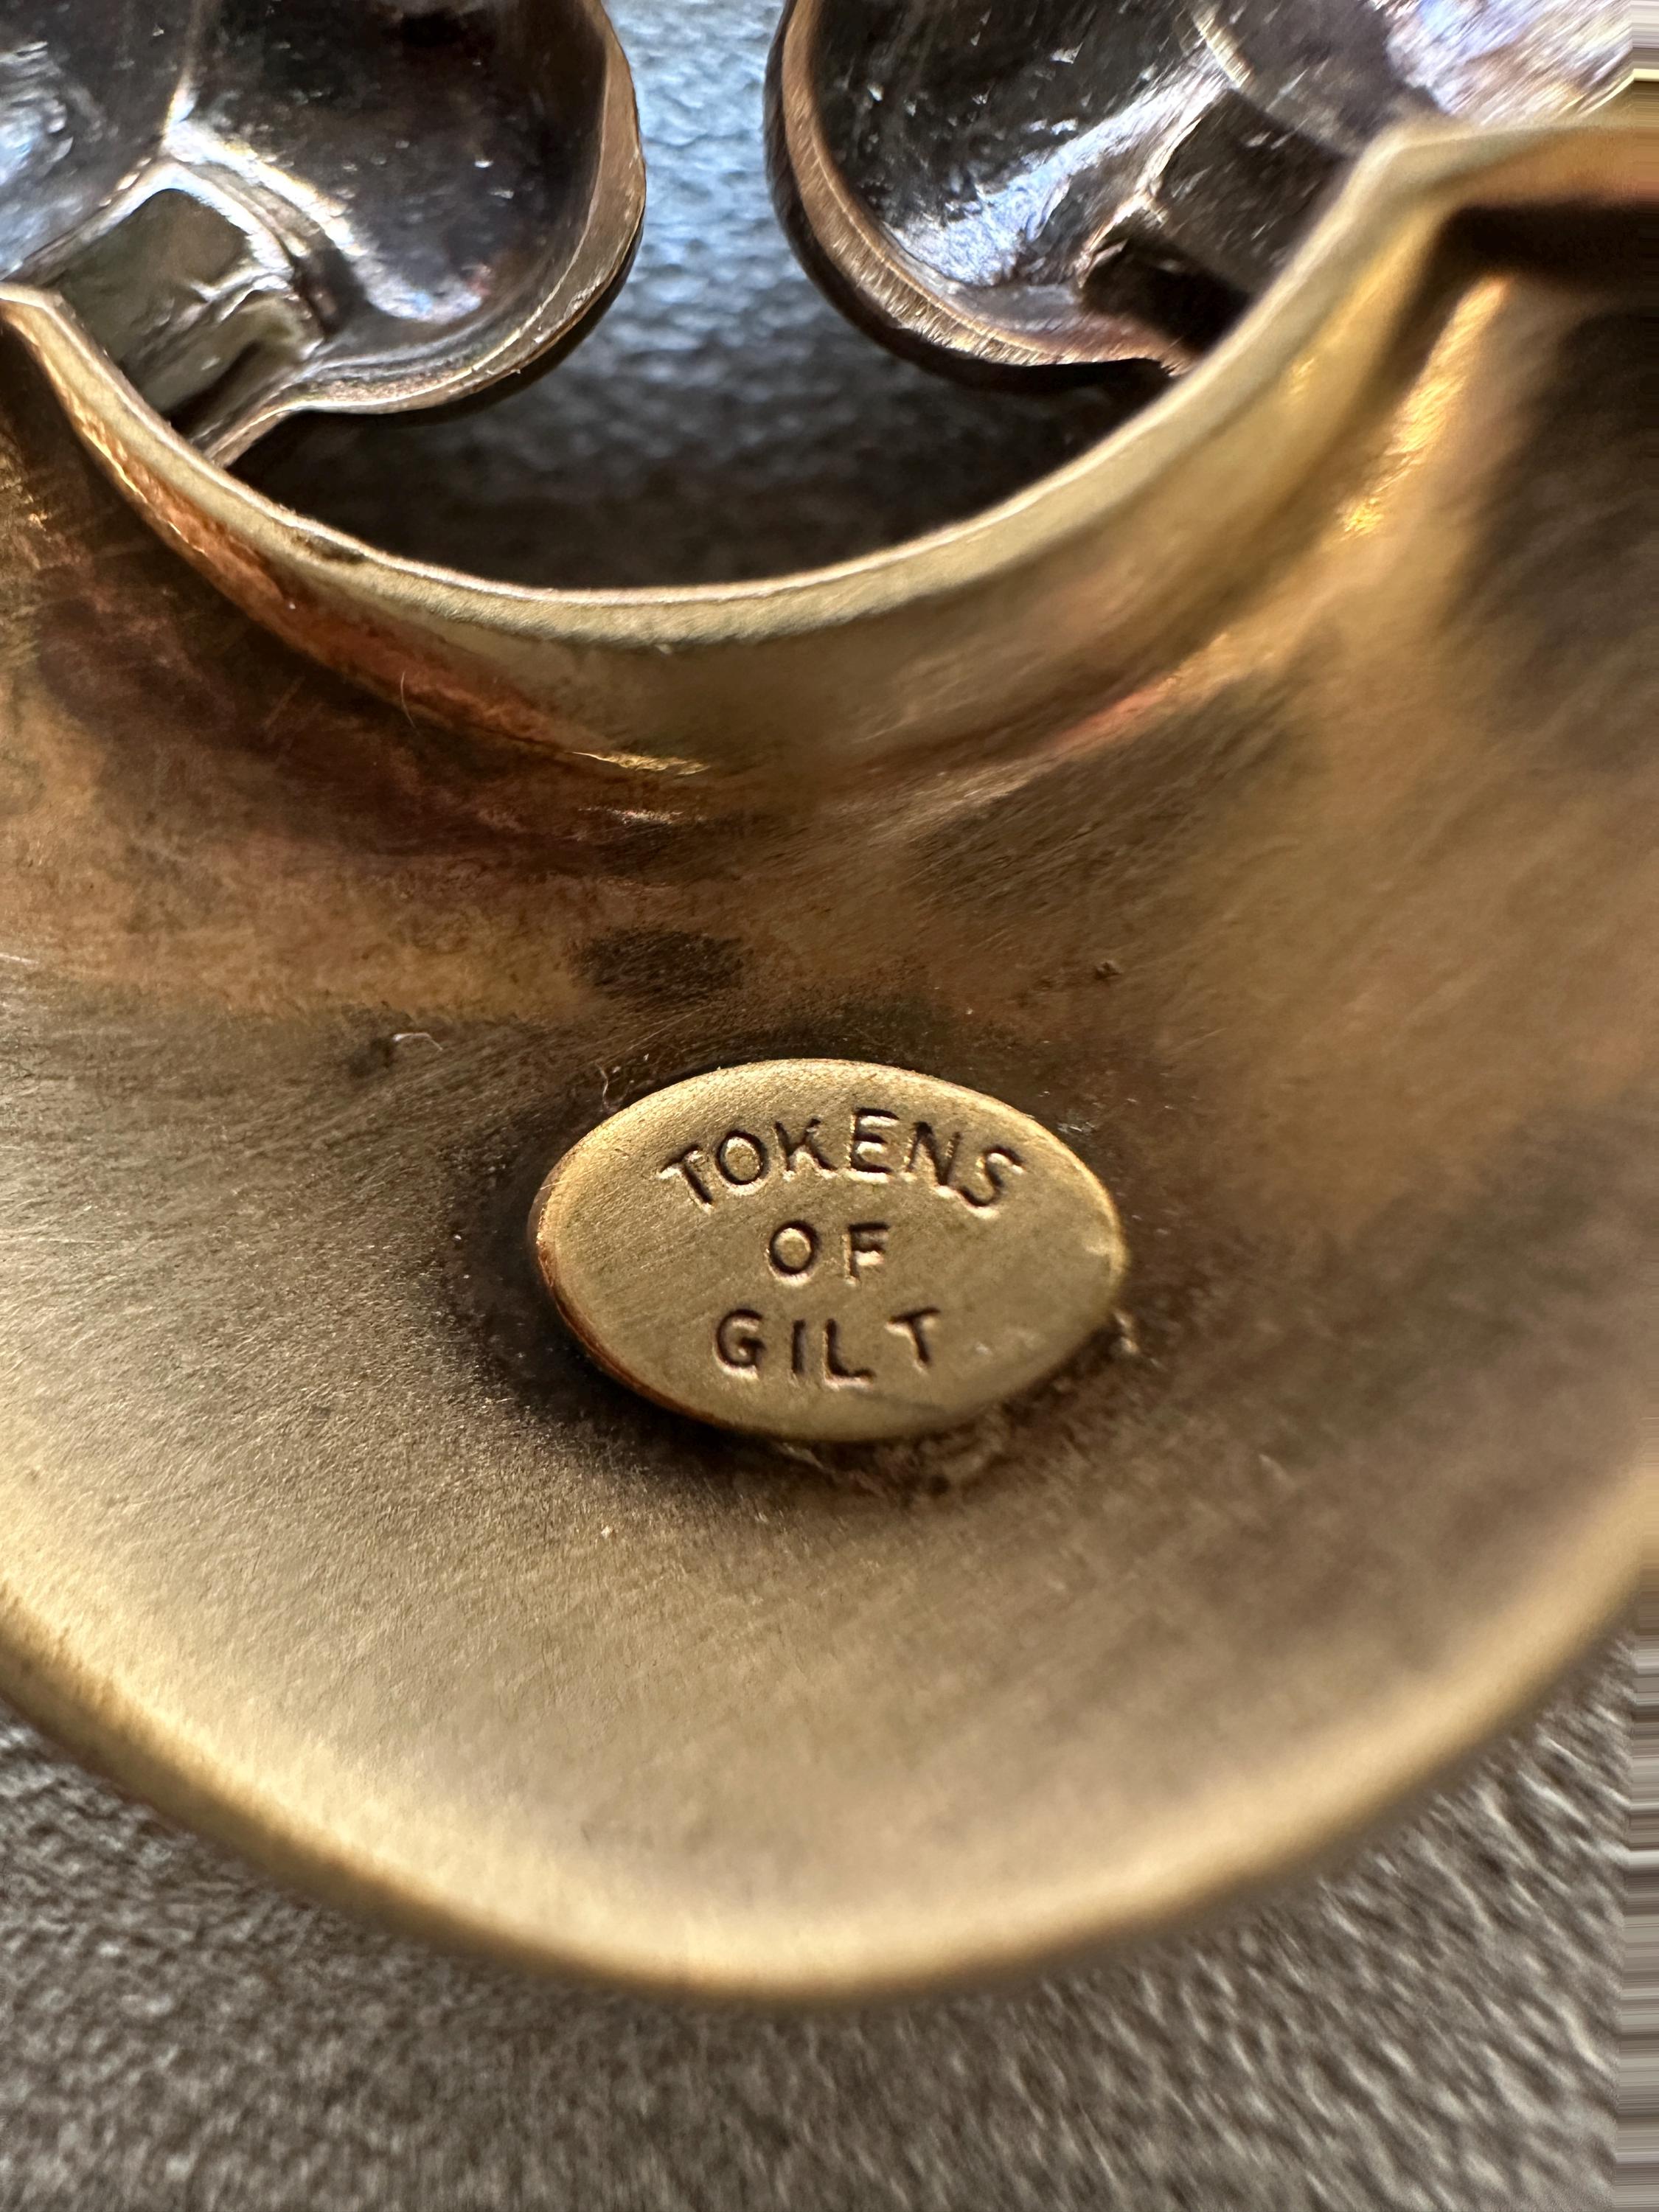 TOKENS
OF
GILT